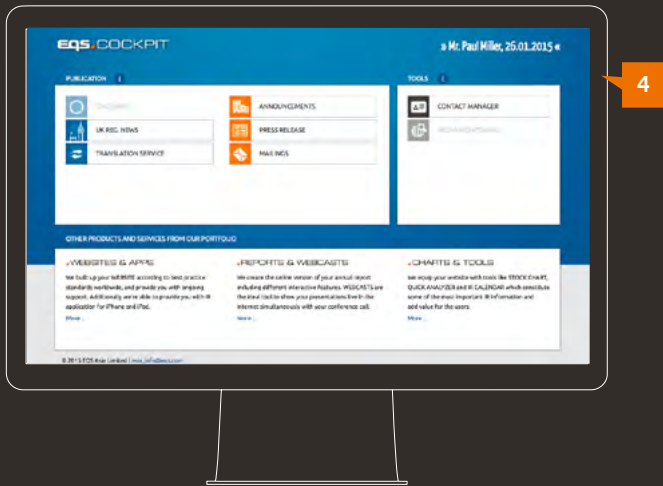 EQS.COCKPIT
» Mr. Paul Miller, 26.01.2015 «
4
PUBLICATION i
TOOLS i
ANNOUNCEMENTS
CONTACT MANAGER
UK REG. NEWS
PRESS RELEASE
TRANSLATION SERVICE
MAILINGS
OTHER PRODUCTS AND SERVICES FROM OUR PORTFOLIO
WEBSITES & APPS
We built up your WEBSITE according to best practice
standards worldwide, and provide you with ongoing
support. Additionally we're able to provide you with IR
application for iPhone and iPad.
More...
REPORTS & WEBCASTS
We create the online version of your annual report
including different interactive features. WEBCASTS are
the ideal tool to show your presentations live in the
internet simultaneously with your conference call.
More...
CHARTS & TOOLS
We equip your website with tools like STOCK CHART,
QUICK ANALYZER and IR CALENDAR which constitute
some of the most important IR information and
add value for the users.
More...
© 2015 EQS Asia Limited |